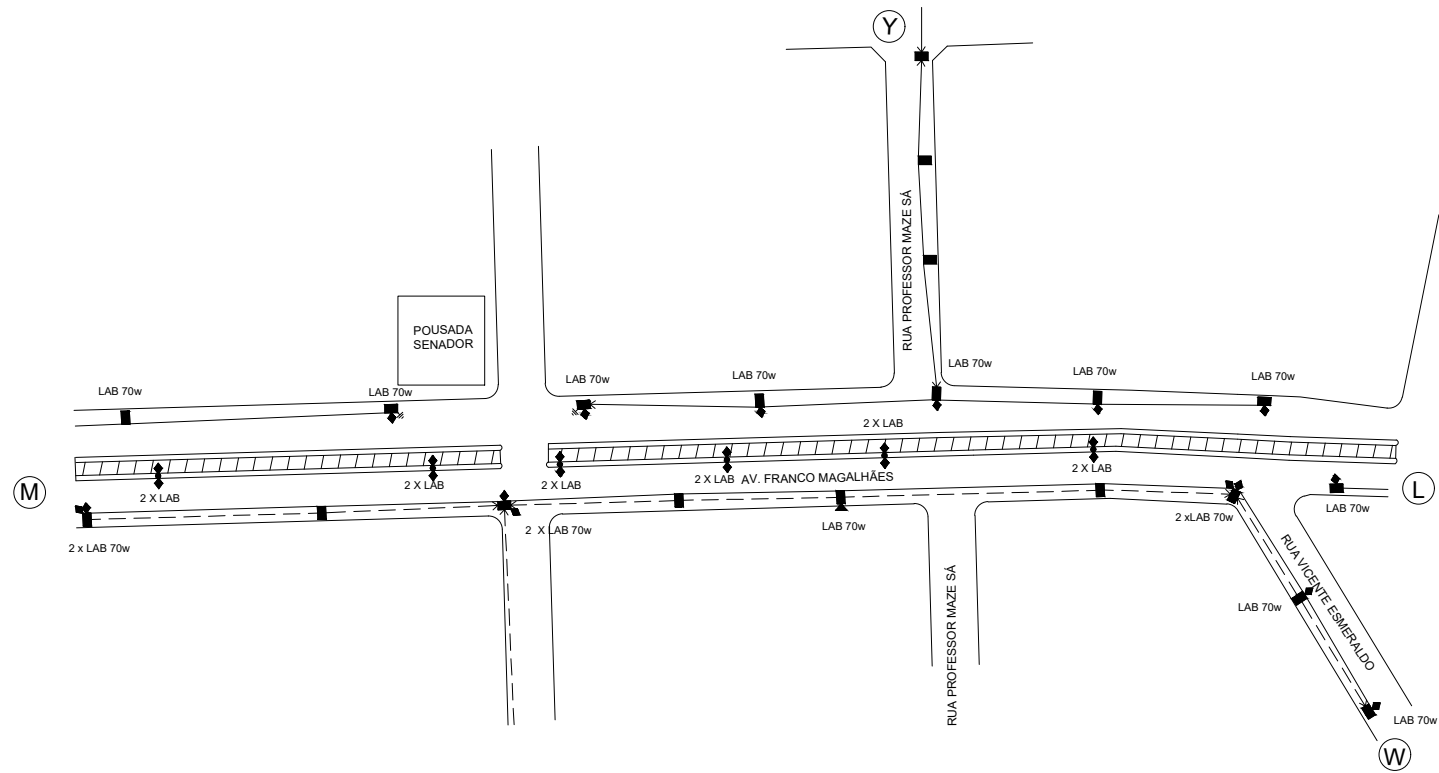 Y
RUA PROFESSOR MAZE SÁ
POUSADA
SENADOR
LAB 70w
LAB 70w
LAB 70w
LAB 70w
LAB 70w
LAB 70w
LAB 70w
2 X LAB
2 X LAB
2 X LAB
2 X LAB
2 X LAB
AV. FRANCO MAGALHÃES
2 X LAB
M
L
2 x LAB 70w
2 X LAB 70w
LAB 70w
2 xLAB 70w
LAB 70w
RUA PROFESSOR MAZE SÁ
LAB 70w
RUA VICENTE ESMERALDO
LAB 70w
W